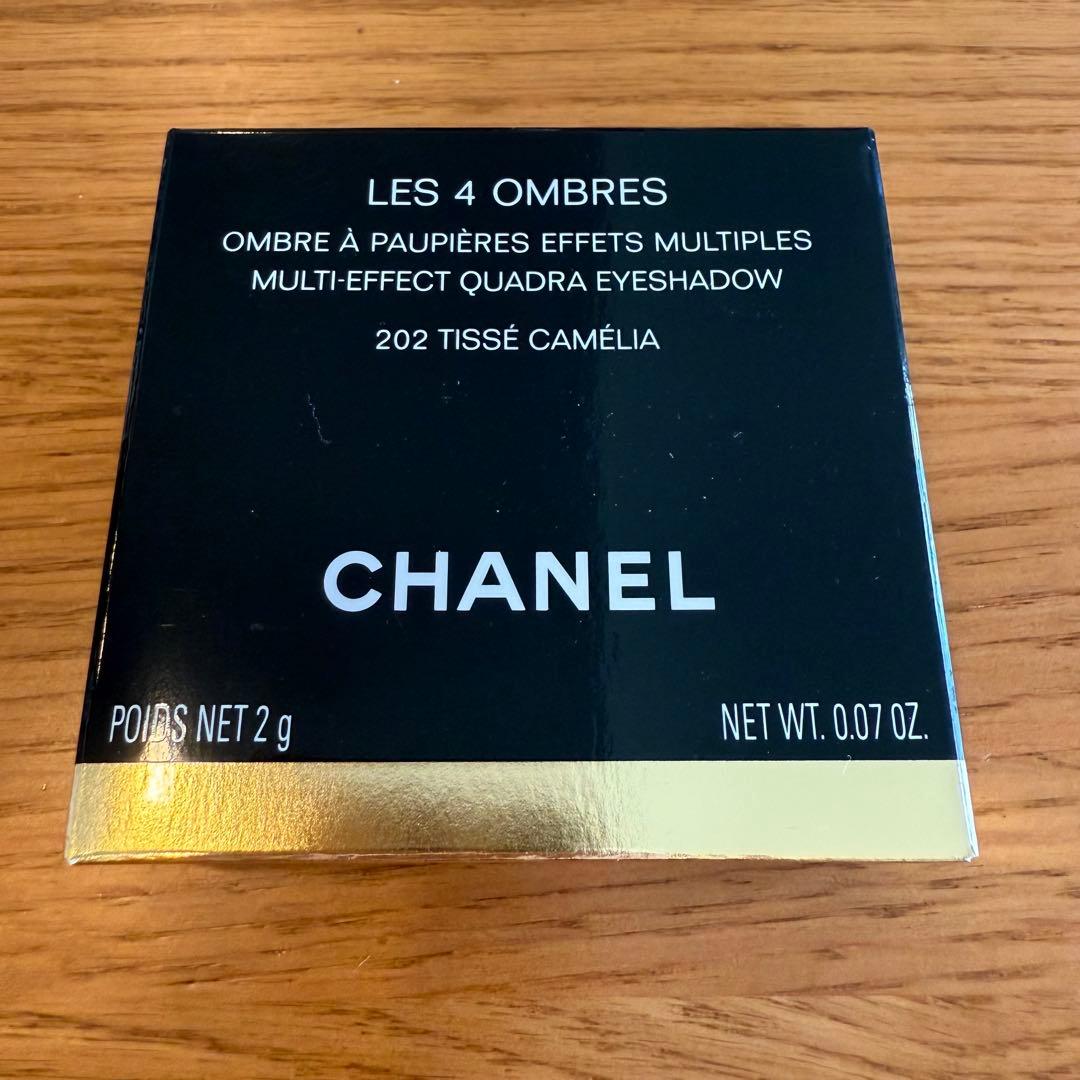 LES 4 OMBRES
OMBRE À PAUPIÈRES EFFETS MULTIPLES
MULTI-EFFECT QUADRA EYESHADOW
202 TISSÉ CAMÉLIA
CHANEL
POIDS NET 2 g
NET WT. 0.07 OZ.